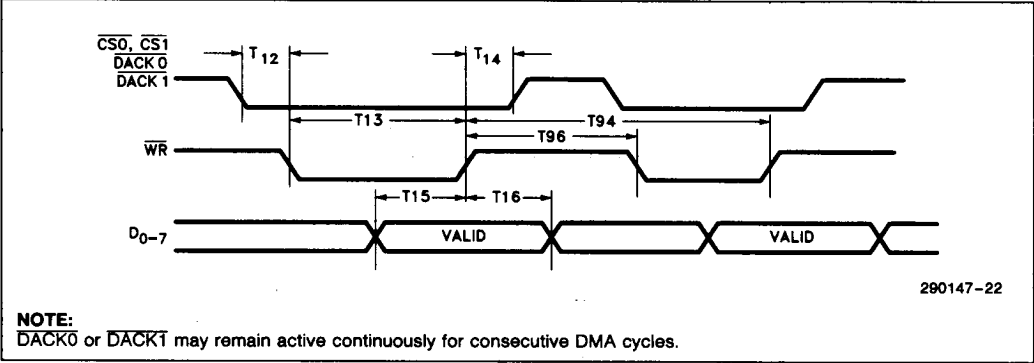 CS0, CS1
DACK 0
DACK 1
T12
T14
T13
T94
T96
WR
T15
T16
D0-7
VALID
VALID
290147-22
NOTE:
DACK0 or DACK1 may remain active continuously for consecutive DMA cycles.